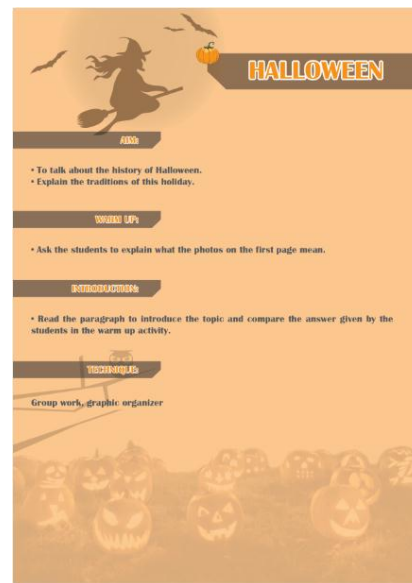 HALLOWEEN
AIM:
• To talk about the history of Halloween.
• Explain the traditions of this holiday.
WARM UP:
• Ask the students to explain what the photos on the first page mean.
INTRODUCTION:
• Read the paragraph to introduce the topic and compare the answer given by the
students in the warm up activity.
TECHNIQUE:
Group work, graphic organizer